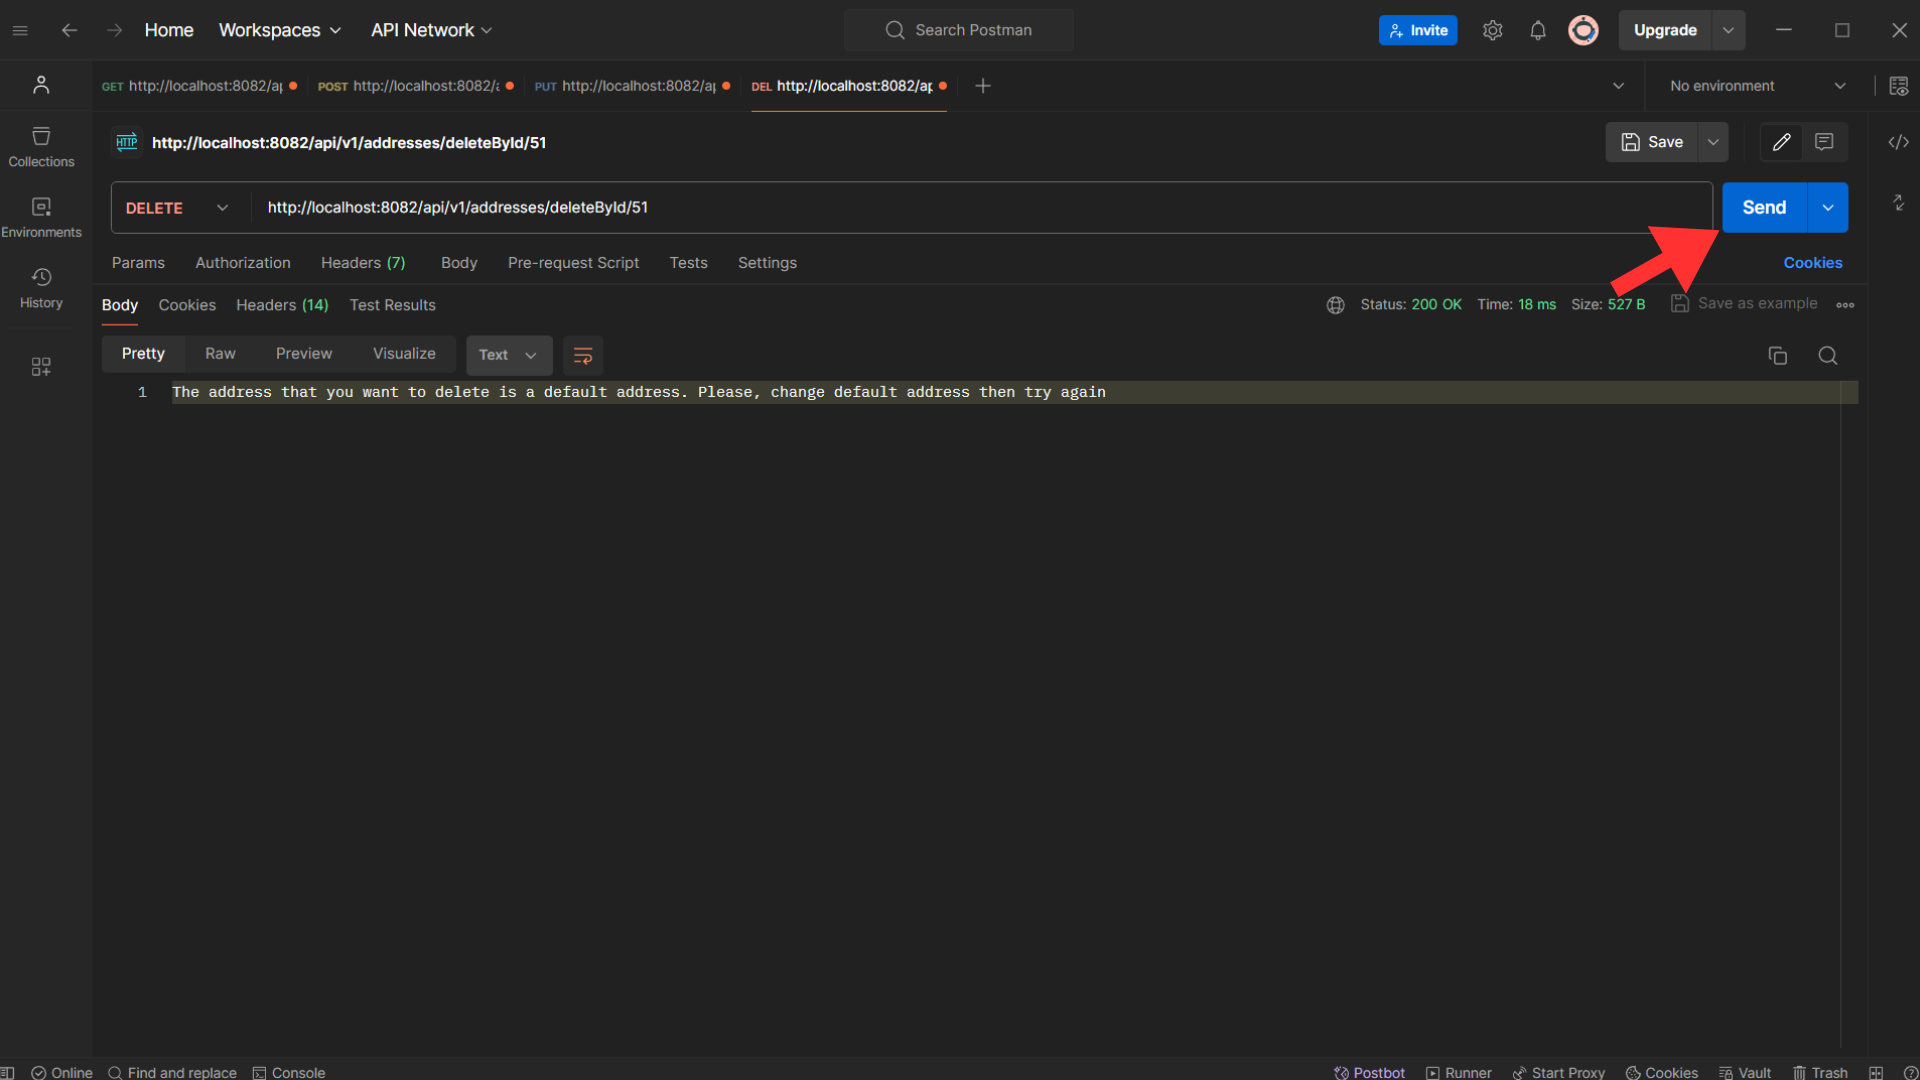 Home Workspaces API Network Search Postman Invite Upgrade
GET http://localhost:8082/ap POST http://localhost:8082/a PUT http://localhost:8082/ap DEL http://localhost:8082/ap No environment
HTTP http://localhost:8082/api/v1/addresses/deleteById/51 Save
Collections
DELETE http://localhost:8082/api/v1/addresses/deleteById/51 Send
Environments
Params Authorization Headers (7) Body Pre-request Script Tests Settings Cookies
History
Body Cookies Headers (14) Test Results Status: 200 OK Time: 18 ms Size: 527 B Save as example
Pretty Raw Preview Visualize Text
1 The address that you want to delete is a default address. Please, change default address then try again
Online Find and replace Console Postbot Runner Start Proxy Cookies Vault Trash